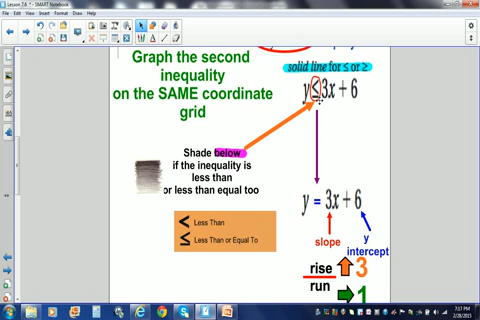 Lesson 7.6 * - SMART Notebook
File Edit View Insert Format Draw Help
Graph the second
inequality
on the SAME coordinate
grid
solid line for ≤ or ≥
y ≤ 3x + 6
Shade below
if the inequality is
less than
or less than equal too
< Less Than
≤ Less Than or Equal To
y = 3x + 6
slope
y
intercept
rise
run
3
1
7:17 PM
2/28/2015